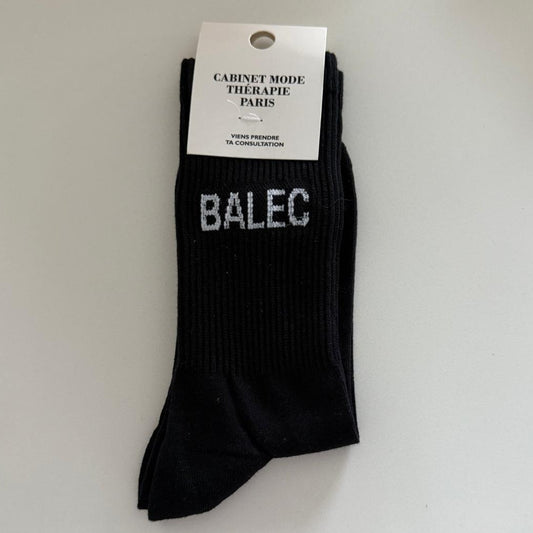 CABINET MODE
THÉRAPIE
PARIS
VIENS PRENDRE
TA CONSULTATION
BALEC